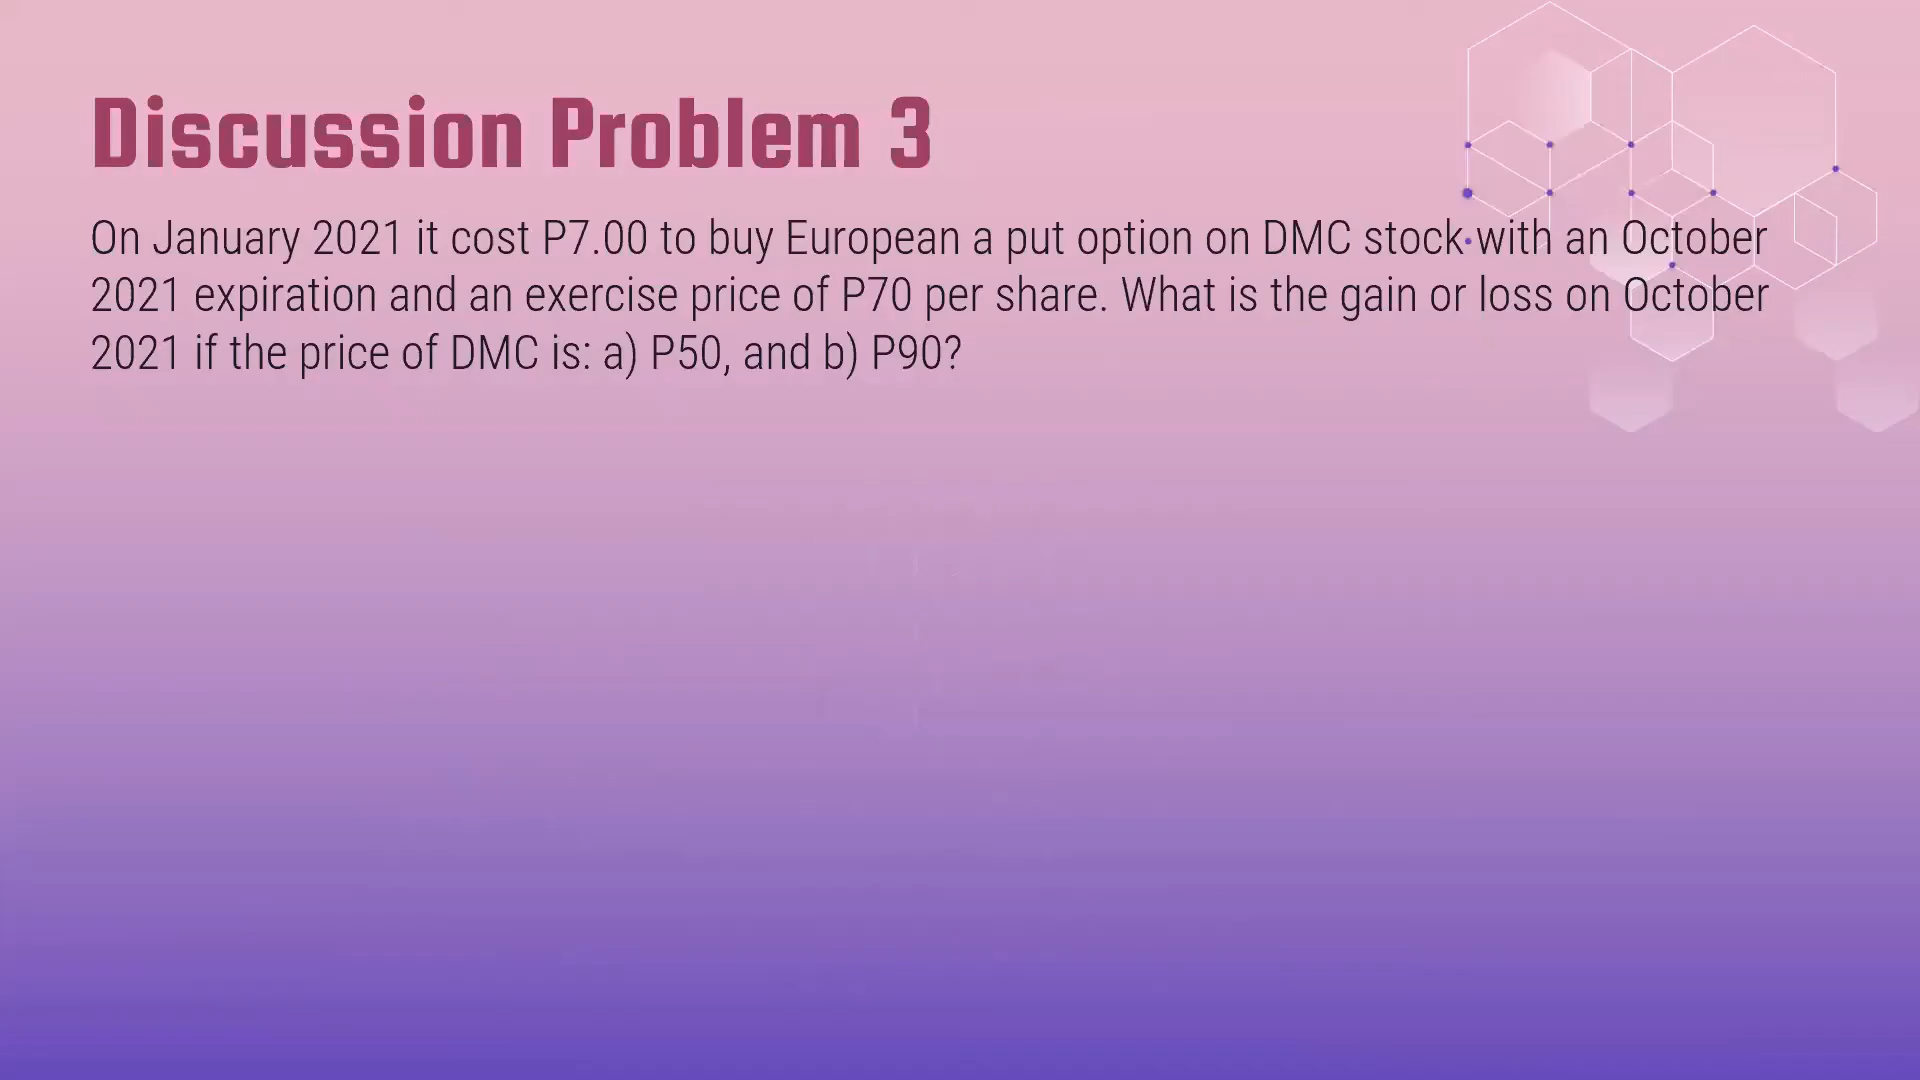 Discussion Problem 3
On January 2021 it cost P7.00 to buy European a put option on DMC stock with an October
2021 expiration and an exercise price of P70 per share. What is the gain or loss on October
2021 if the price of DMC is: a) P50, and b) P90?